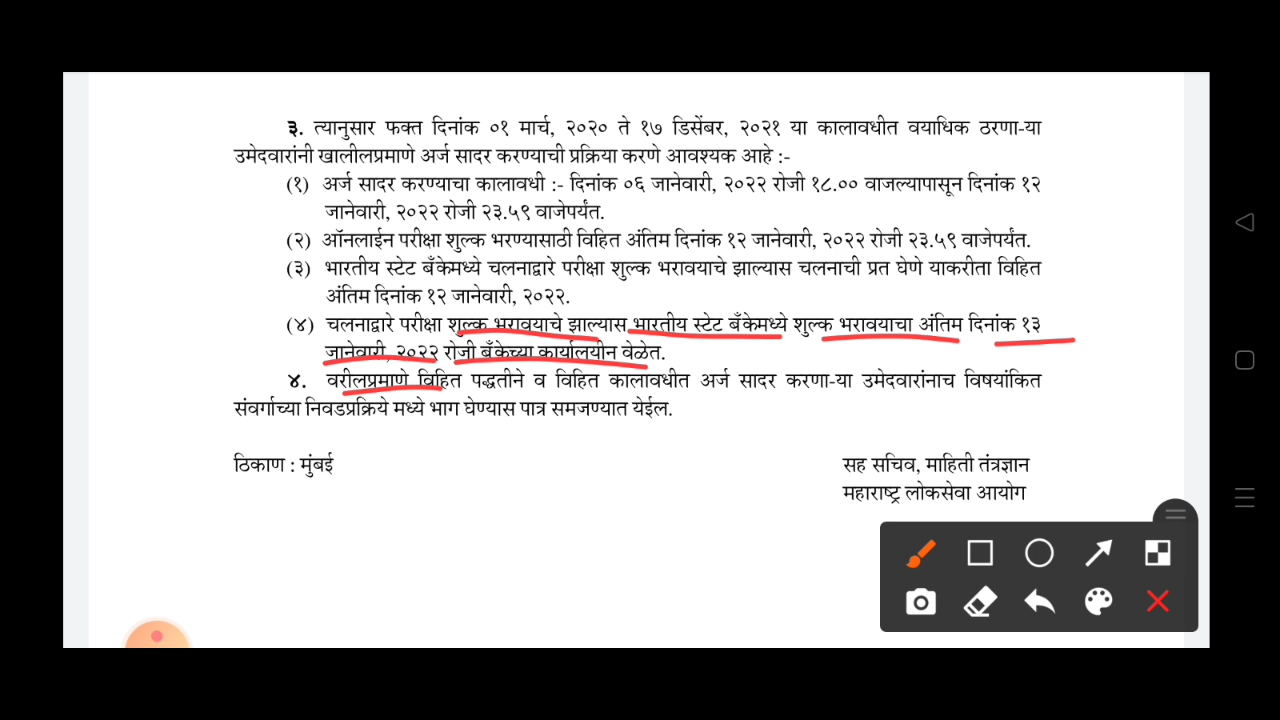 ३. त्यानुसार फक्त दिनांक ०१ मार्च, २०२० ते १७ डिसेंबर, २०२१ या कालावधीत वयाधिक ठरणा-या
उमेदवारांनी खालीलप्रमाणे अर्ज सादर करण्याची प्रक्रिया करणे आवश्यक आहे :-
(१) अर्ज सादर करण्याचा कालावधी :- दिनांक ०६ जानेवारी, २०२२ रोजी १८.०० वाजल्यापासून दिनांक १२
जानेवारी, २०२२ रोजी २३.५९ वाजेपर्यंत.
(२) ऑनलाईन परीक्षा शुल्क भरण्यासाठी विहित अंतिम दिनांक १२ जानेवारी, २०२२ रोजी २३.५९ वाजेपर्यंत.
(३) भारतीय स्टेट बँकेमध्ये चलनाद्वारे परीक्षा शुल्क भरावयाचे झाल्यास चलनाची प्रत घेणे याकरीता विहित
अंतिम दिनांक १२ जानेवारी, २०२२.
(४) चलनाद्वारे परीक्षा शुल्क भरावयाचे झाल्यास भारतीय स्टेट बँकेमध्ये शुल्क भरावयाचा अंतिम दिनांक १३
जानेवारी, २०२२ रोजी बँकेच्या कार्यालयीन वेळेत.
४. वरीलप्रमाणे विहित पद्धतीने व विहित कालावधीत अर्ज सादर करणा-या उमेदवारांनाच विषयांकित
संवर्गाच्या निवडप्रक्रिये मध्ये भाग घेण्यास पात्र समजण्यात येईल.
ठिकाण : मुंबई
सह सचिव, माहिती तंत्रज्ञान
महाराष्ट्र लोकसेवा आयोग